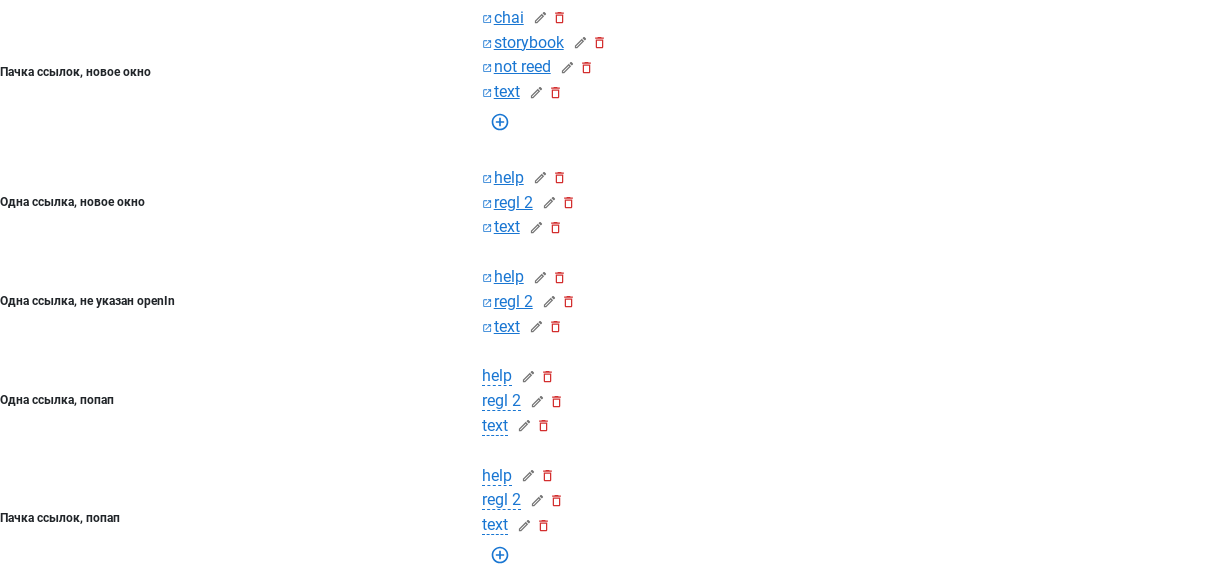 Пачка ссылок, новое окно
chai
storybook
not reed
text
Одна ссылка, новое окно
help
regl 2
text
Одна ссылка, не указан openIn
help
regl 2
text
Одна ссылка, попап
help
regl 2
text
Пачка ссылок, попап
help
regl 2
text